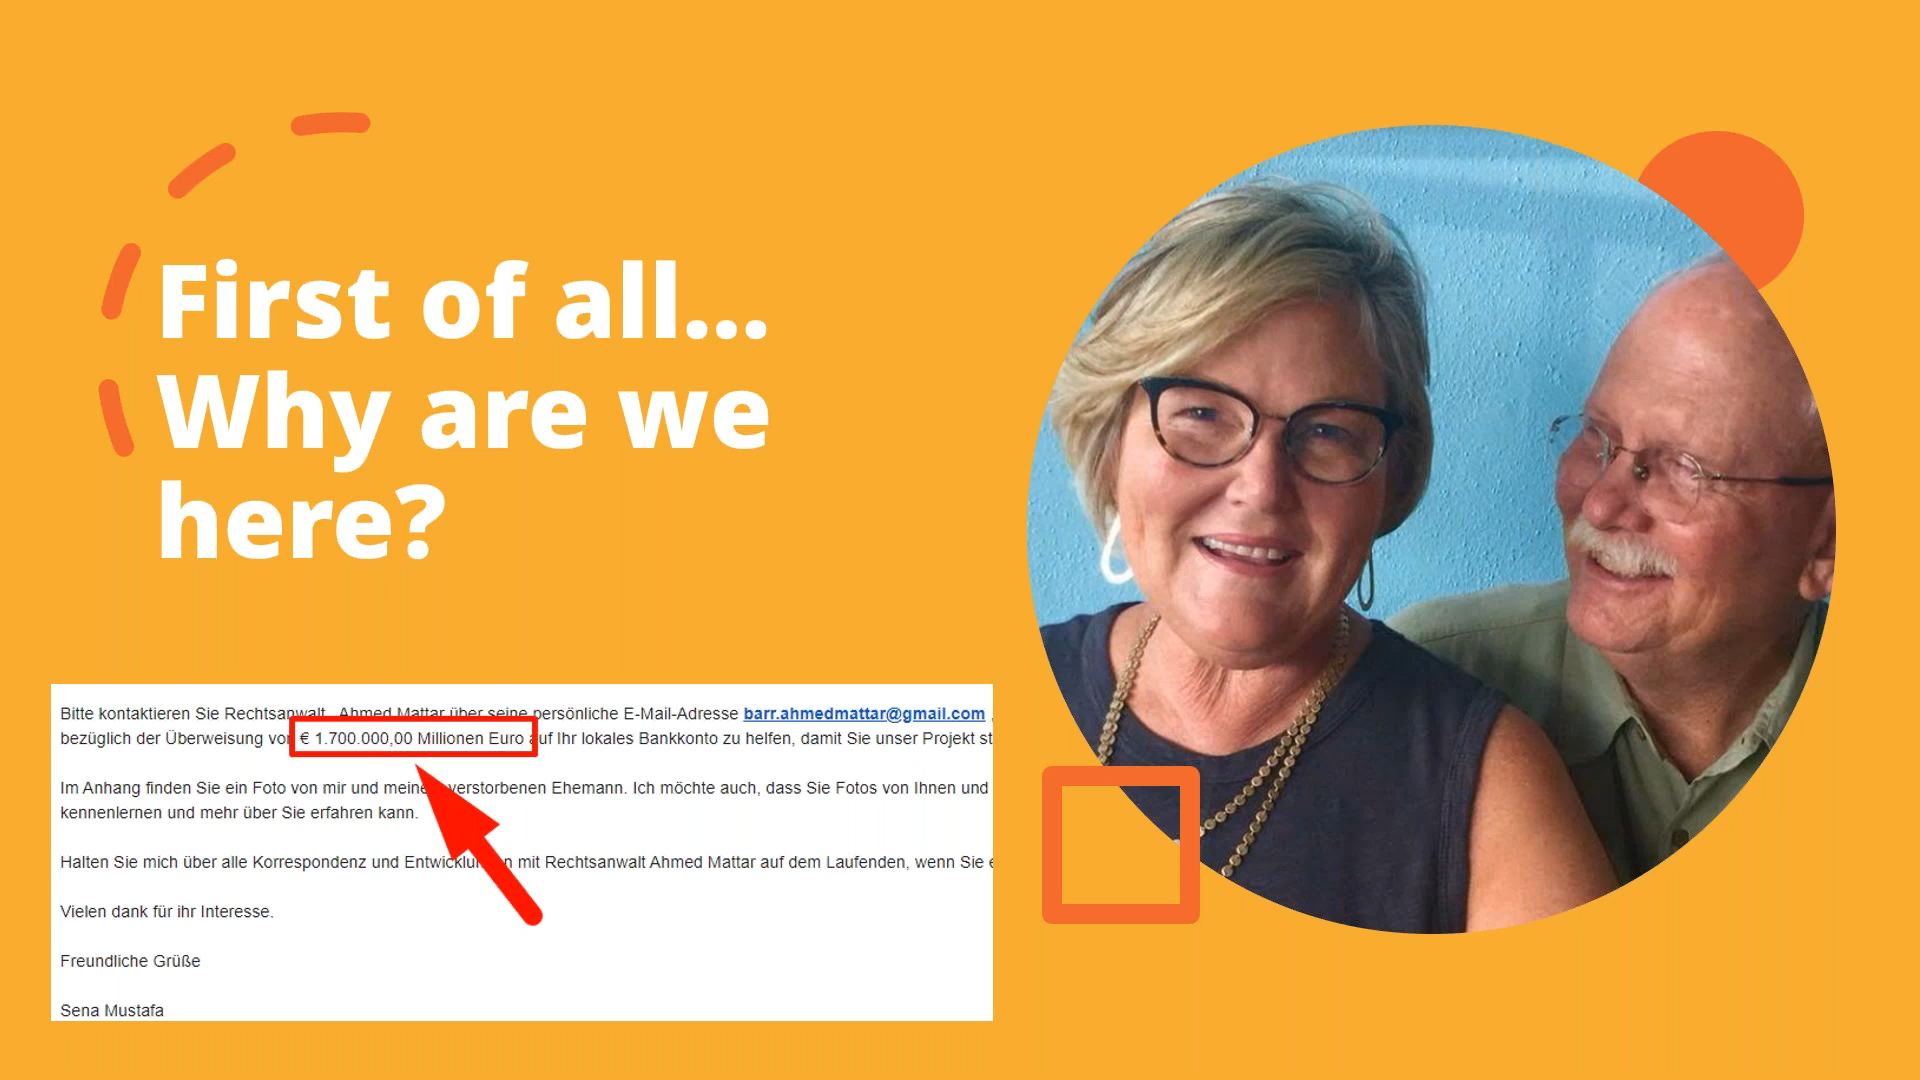 First of all...
Why are we
here?
Bitte kontaktieren Sie Rechtsanwalt Ahmed Mattar über seine persönliche E-Mail-Adresse barr.ahmedmattar@gmail.com ,
bezüglich der Überweisung von € 1.700.000,00 Millionen Euro auf Ihr lokales Bankkonto zu helfen, damit Sie unser Projekt
Im Anhang finden Sie ein Foto von mir und meinem verstorbenen Ehemann. Ich möchte auch, dass Sie Fotos von Ihnen und
kennenlernen und mehr über Sie erfahren kann.
Halten Sie mich über alle Korrespondenz und Entwicklungen mit Rechtsanwalt Ahmed Mattar auf dem Laufenden, wenn Sie
Vielen dank für ihr Interesse.
Freundliche Grüße
Sena Mustafa